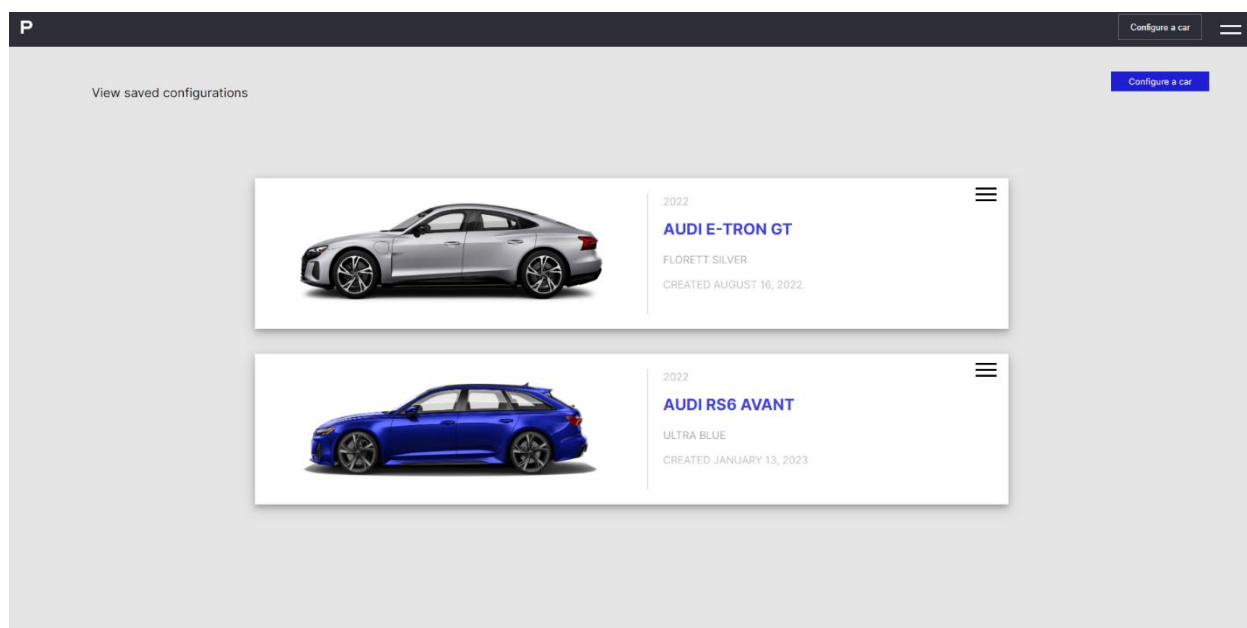 P
Configure a car
View saved configurations
Configure a car
2022
AUDI E-TRON GT
FLORETT SILVER
CREATED AUGUST 16, 2022
2022
AUDI RS6 AVANT
ULTRA BLUE
CREATED JANUARY 13, 2023